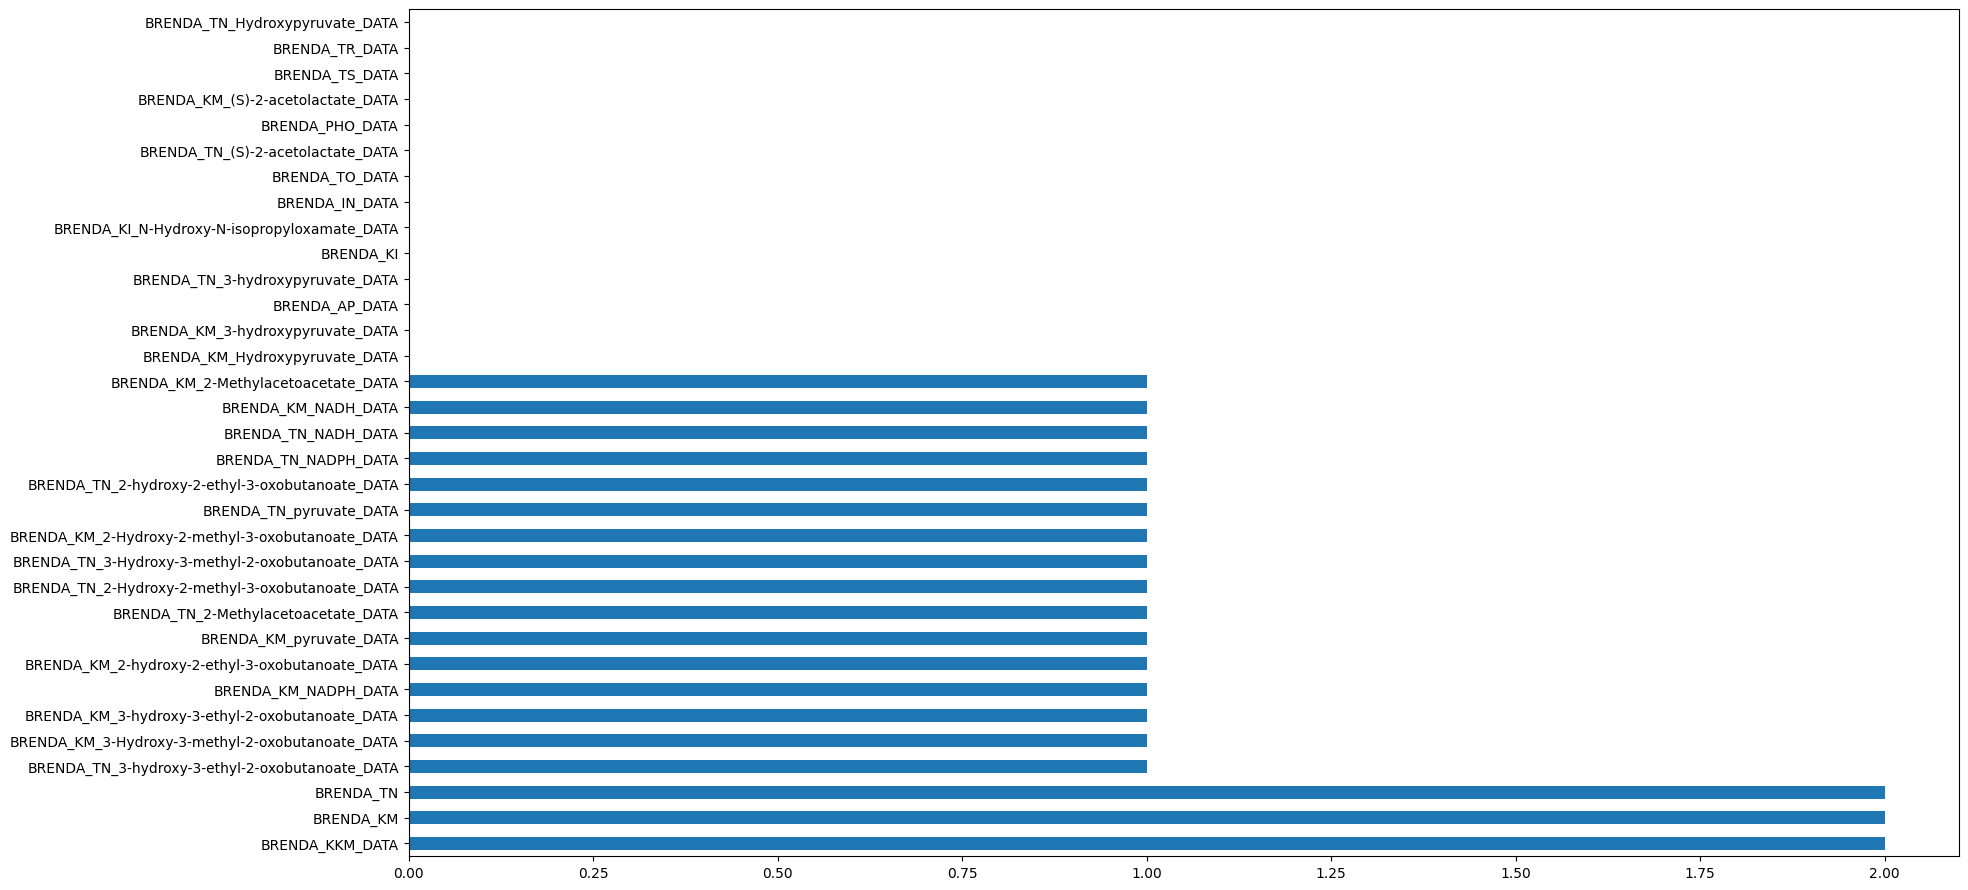 BRENDA_TN_Hydroxypyruvate_DATA
BRENDA_TR_DATA
BRENDA_TS_DATA
BRENDA_KM_(S)-2-acetolactate_DATA
BRENDA_PHO_DATA
BRENDA_TN_(S)-2-acetolactate_DATA
BRENDA_TO_DATA
BRENDA_IN_DATA
BRENDA_KI_N-Hydroxy-N-isopropyloxamate_DATA
BRENDA_KI
BRENDA_TN_3-hydroxypyruvate_DATA
BRENDA_AP_DATA
BRENDA_KM_3-hydroxypyruvate_DATA
BRENDA_KM_Hydroxypyruvate_DATA
BRENDA_KM_2-Methylacetoacetate_DATA
BRENDA_KM_NADH_DATA
BRENDA_TN_NADH_DATA
BRENDA_TN_NADPH_DATA
BRENDA_TN_2-hydroxy-2-ethyl-3-oxobutanoate_DATA
BRENDA_TN_pyruvate_DATA
BRENDA_KM_2-Hydroxy-2-methyl-3-oxobutanoate_DATA
BRENDA_TN_3-Hydroxy-3-methyl-2-oxobutanoate_DATA
BRENDA_TN_2-Hydroxy-2-methyl-3-oxobutanoate_DATA
BRENDA_TN_2-Methylacetoacetate_DATA
BRENDA_KM_pyruvate_DATA
BRENDA_KM_2-hydroxy-2-ethyl-3-oxobutanoate_DATA
BRENDA_KM_NADPH_DATA
BRENDA_KM_3-hydroxy-3-ethyl-2-oxobutanoate_DATA
BRENDA_KM_3-Hydroxy-3-methyl-2-oxobutanoate_DATA
BRENDA_TN_3-hydroxy-3-ethyl-2-oxobutanoate_DATA
BRENDA_TN
BRENDA_KM
BRENDA_KKM_DATA
0.00 0.25 0.50 0.75 1.00 1.25 1.50 1.75 2.00